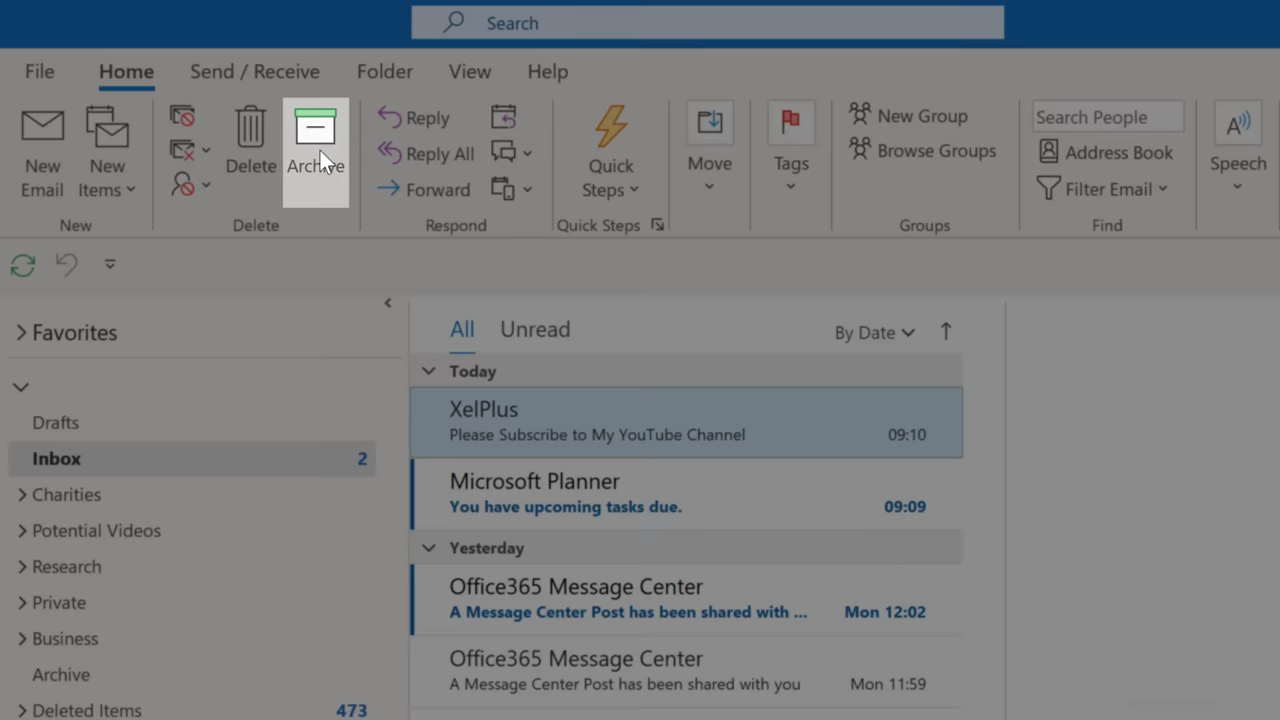 Search
File Home Send / Receive Folder View Help
New Email
New Items
Delete
Archive
Reply
Reply All
Forward
Quick Steps
Move
Tags
New Group
Browse Groups
Search People
Address Book
Filter Email
Speech
New Delete Respond Quick Steps Groups Find
Favorites
Drafts
Inbox 2
Charities
Potential Videos
Research
Private
Business
Archive
Deleted Items 473
All Unread By Date
Today
XelPlus
Please Subscribe to My YouTube Channel 09:10
Microsoft Planner
You have upcoming tasks due. 09:09
Yesterday
Office365 Message Center
A Message Center Post has been shared with ... Mon 12:02
Office365 Message Center
A Message Center Post has been shared with you Mon 11:59